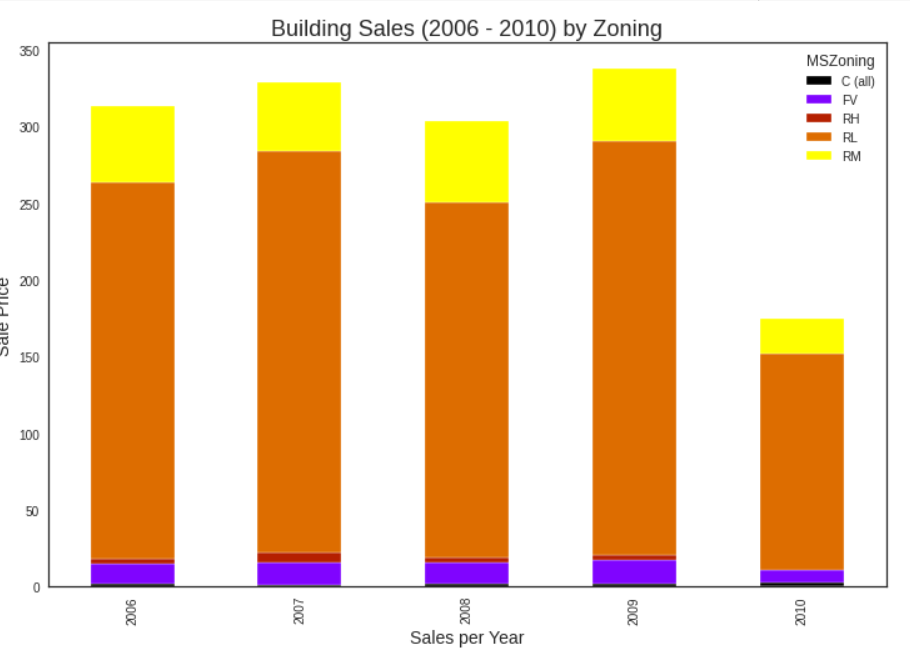 Building Sales (2006 - 2010) by Zoning
350
300
250
200
150
100
50
0
Sale Price
MSZoning
C (all)
FV
RH
RL
RM
2006
2007
2008
2009
2010
Sales per Year